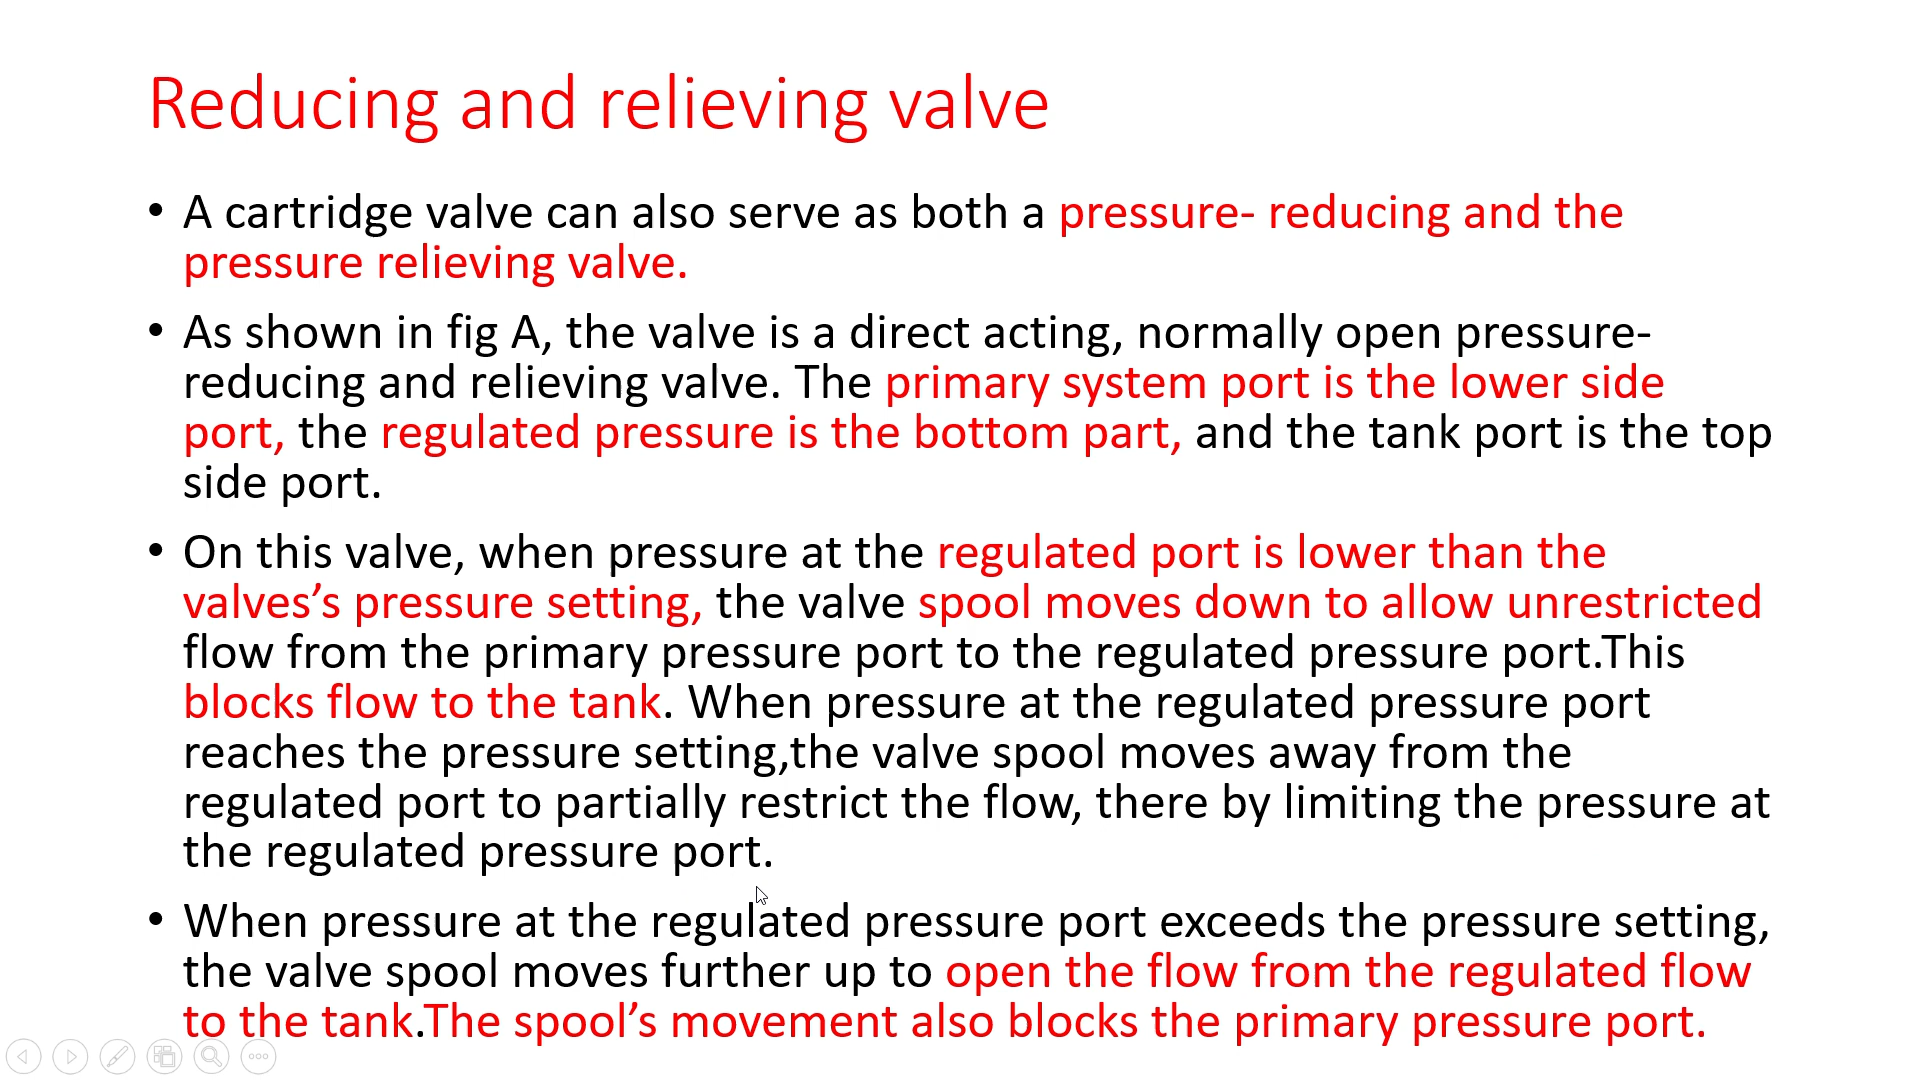 Reducing and relieving valve
• A cartridge valve can also serve as both a pressure- reducing and the
pressure relieving valve.
• As shown in fig A, the valve is a direct acting, normally open pressure-
reducing and relieving valve. The primary system port is the lower side
port, the regulated pressure is the bottom part, and the tank port is the top
side port.
• On this valve, when pressure at the regulated port is lower than the
valves’s pressure setting, the valve spool moves down to allow unrestricted
flow from the primary pressure port to the regulated pressure port.This
blocks flow to the tank. When pressure at the regulated pressure port
reaches the pressure setting,the valve spool moves away from the
regulated port to partially restrict the flow, there by limiting the pressure at
the regulated pressure port.
• When pressure at the regulated pressure port exceeds the pressure setting,
the valve spool moves further up to open the flow from the regulated flow
to the tank.The spool’s movement also blocks the primary pressure port.